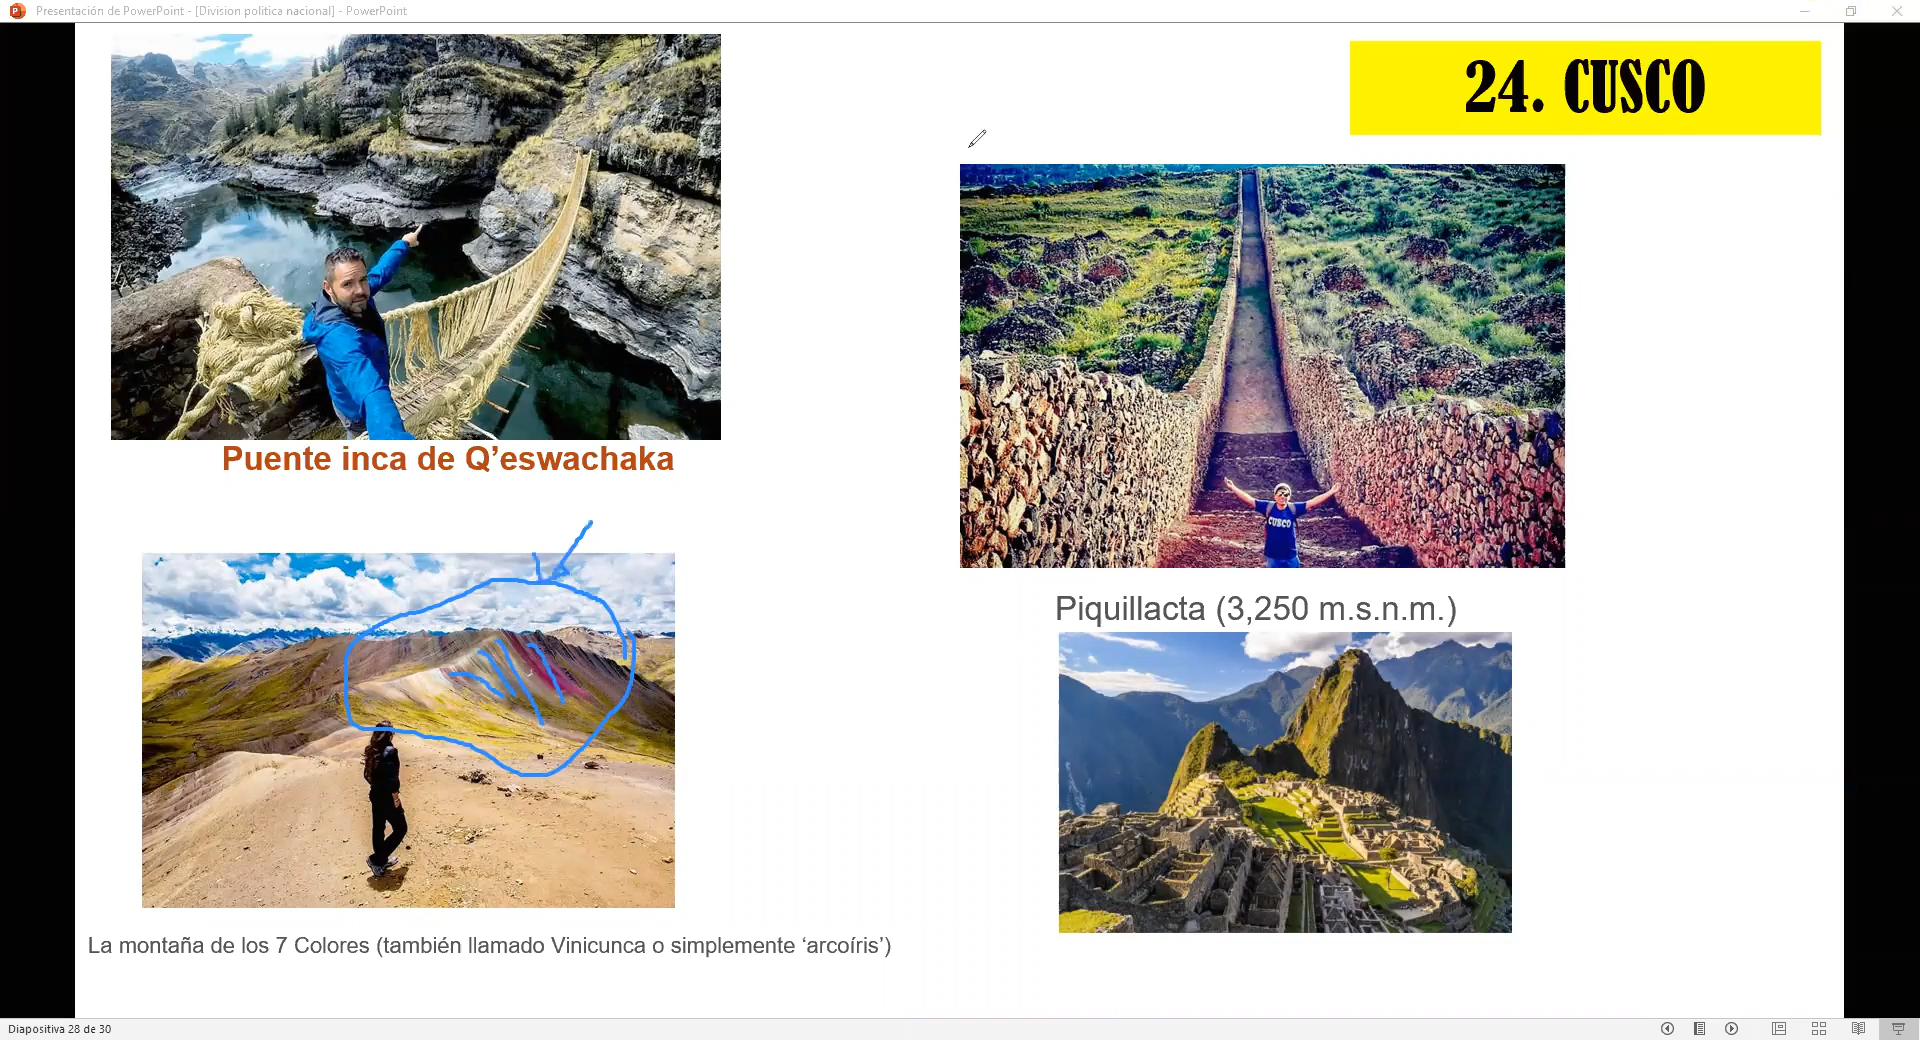 Presentación de PowerPoint - [Division politica nacional] - PowerPoint
24. CUSCO
Puente inca de Q’eswachaka
CUSCO
Piquillacta (3,250 m.s.n.m.)
La montaña de los 7 Colores (también llamado Vinicunca o simplemente ‘arcoíris’)
Diapositiva 28 de 30